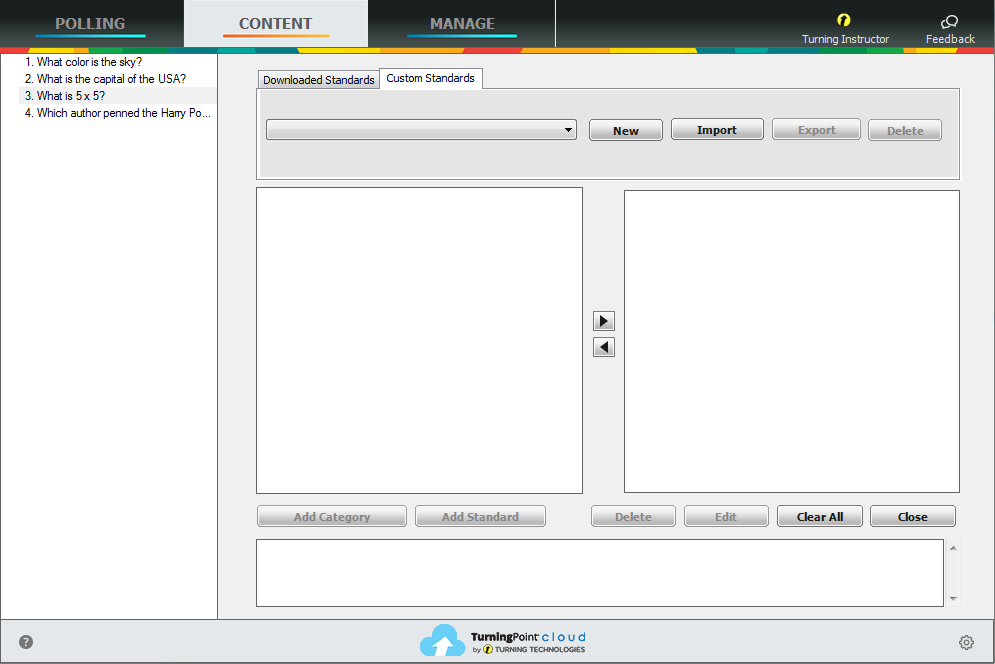 POLLING
CONTENT
MANAGE
Turning Instructor
Feedback
1. What color is the sky?
2. What is the capital of the USA?
3. What is 5 x 5?
4. Which author penned the Harry Po...
Downloaded Standards
Custom Standards
New
Import
Export
Delete
Add Category
Add Standard
Delete
Edit
Clear All
Close
?
TurningPoint cloud
by TURNING TECHNOLOGIES